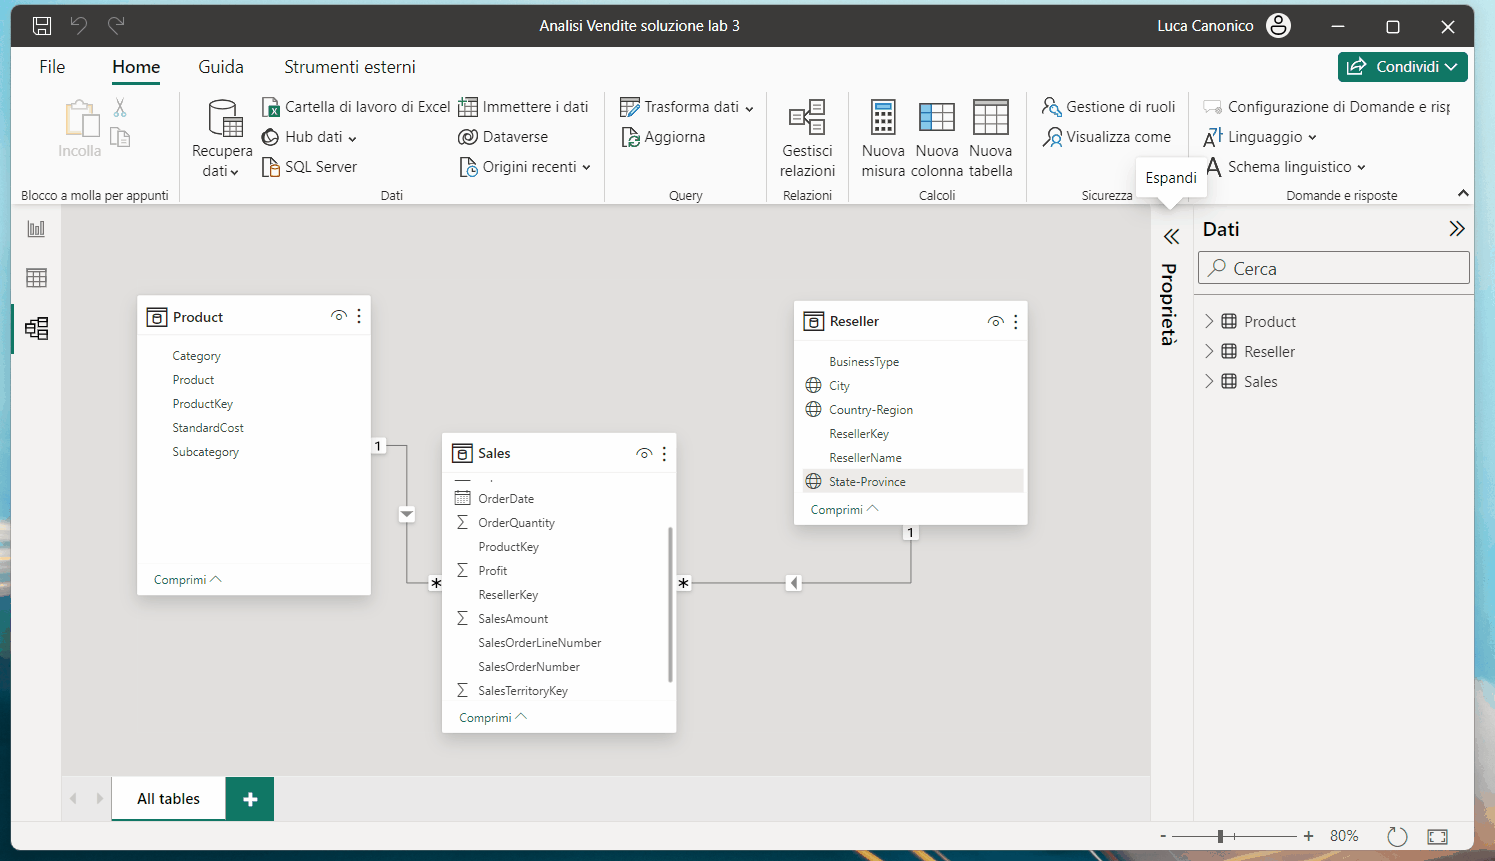 Analisi Vendite soluzione lab 3
Luca Canonico
File
Home
Guida
Strumenti esterni
Condividi
Incolla
Blocco a molla per appunti
Recupera
dati
Cartella di lavoro di Excel
Hub dati
SQL Server
Immettere i dati
Dataverse
Origini recenti
Dati
Trasforma dati
Aggiorna
Query
Gestisci
relazioni
Relazioni
Nuova
misura
Nuova
colonna
Nuova
tabella
Calcoli
Gestione di ruoli
Visualizza come
Sicurezza
Espandi
Configurazione di Domande e
Linguaggio
Schema linguistico
Domande e risposte
Product
Category
Product
ProductKey
StandardCost
Subcategory
Comprimi
1
*
Sales
OrderDate
OrderQuantity
ProductKey
Profit
ResellerKey
SalesAmount
SalesOrderLineNumber
SalesOrderNumber
SalesTerritoryKey
Comprimi
*
1
Reseller
BusinessType
City
Country-Region
ResellerKey
ResellerName
State-Province
Comprimi
Proprietà
Dati
Cerca
Product
Reseller
Sales
All tables
+
- + 80%